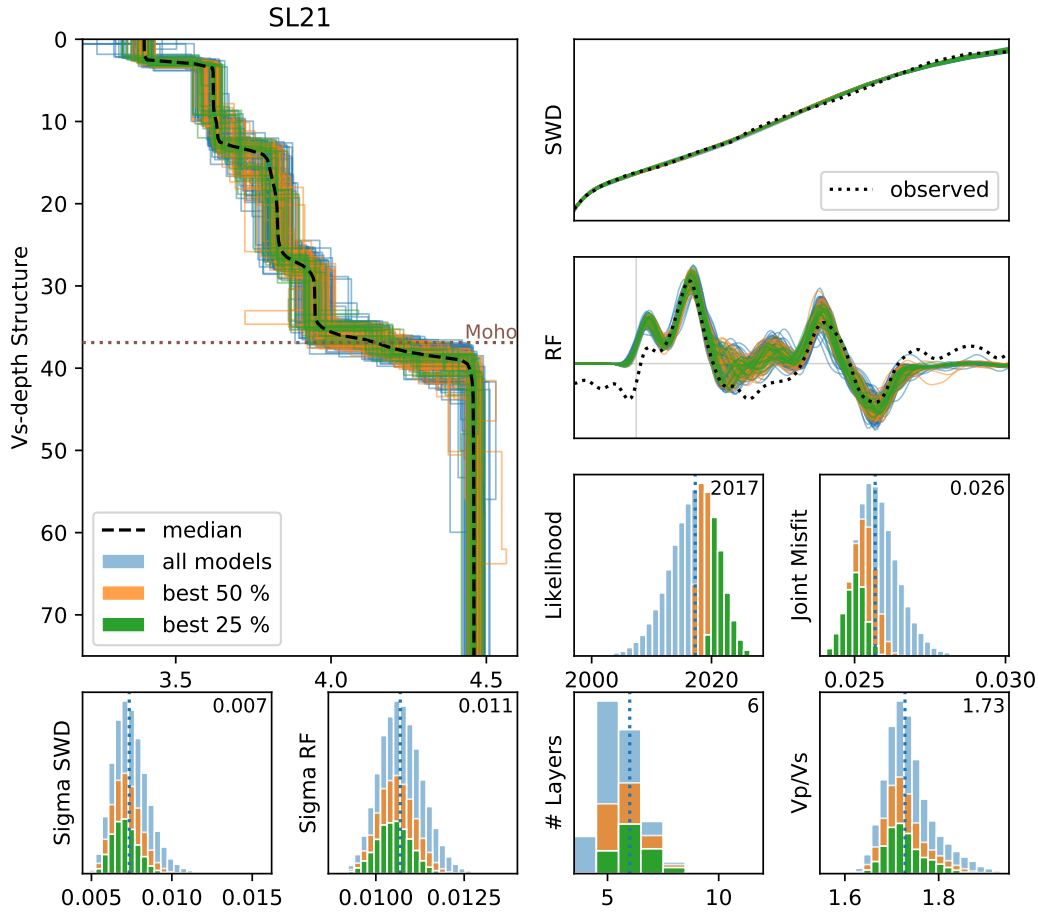 SL21
0
10
20
30
40
50
60
70
Vs-depth Structure
Moho
median
all models
best 50 %
best 25 %
3.5
4.0
4.5
SWD
observed
RF
Likelihood
2017
2000
2020
Joint Misfit
0.026
0.025
0.030
Sigma SWD
0.007
0.005
0.010
0.015
Sigma RF
0.011
0.0100
0.0125
# Layers
6
5
10
Vp/Vs
1.73
1.6
1.8